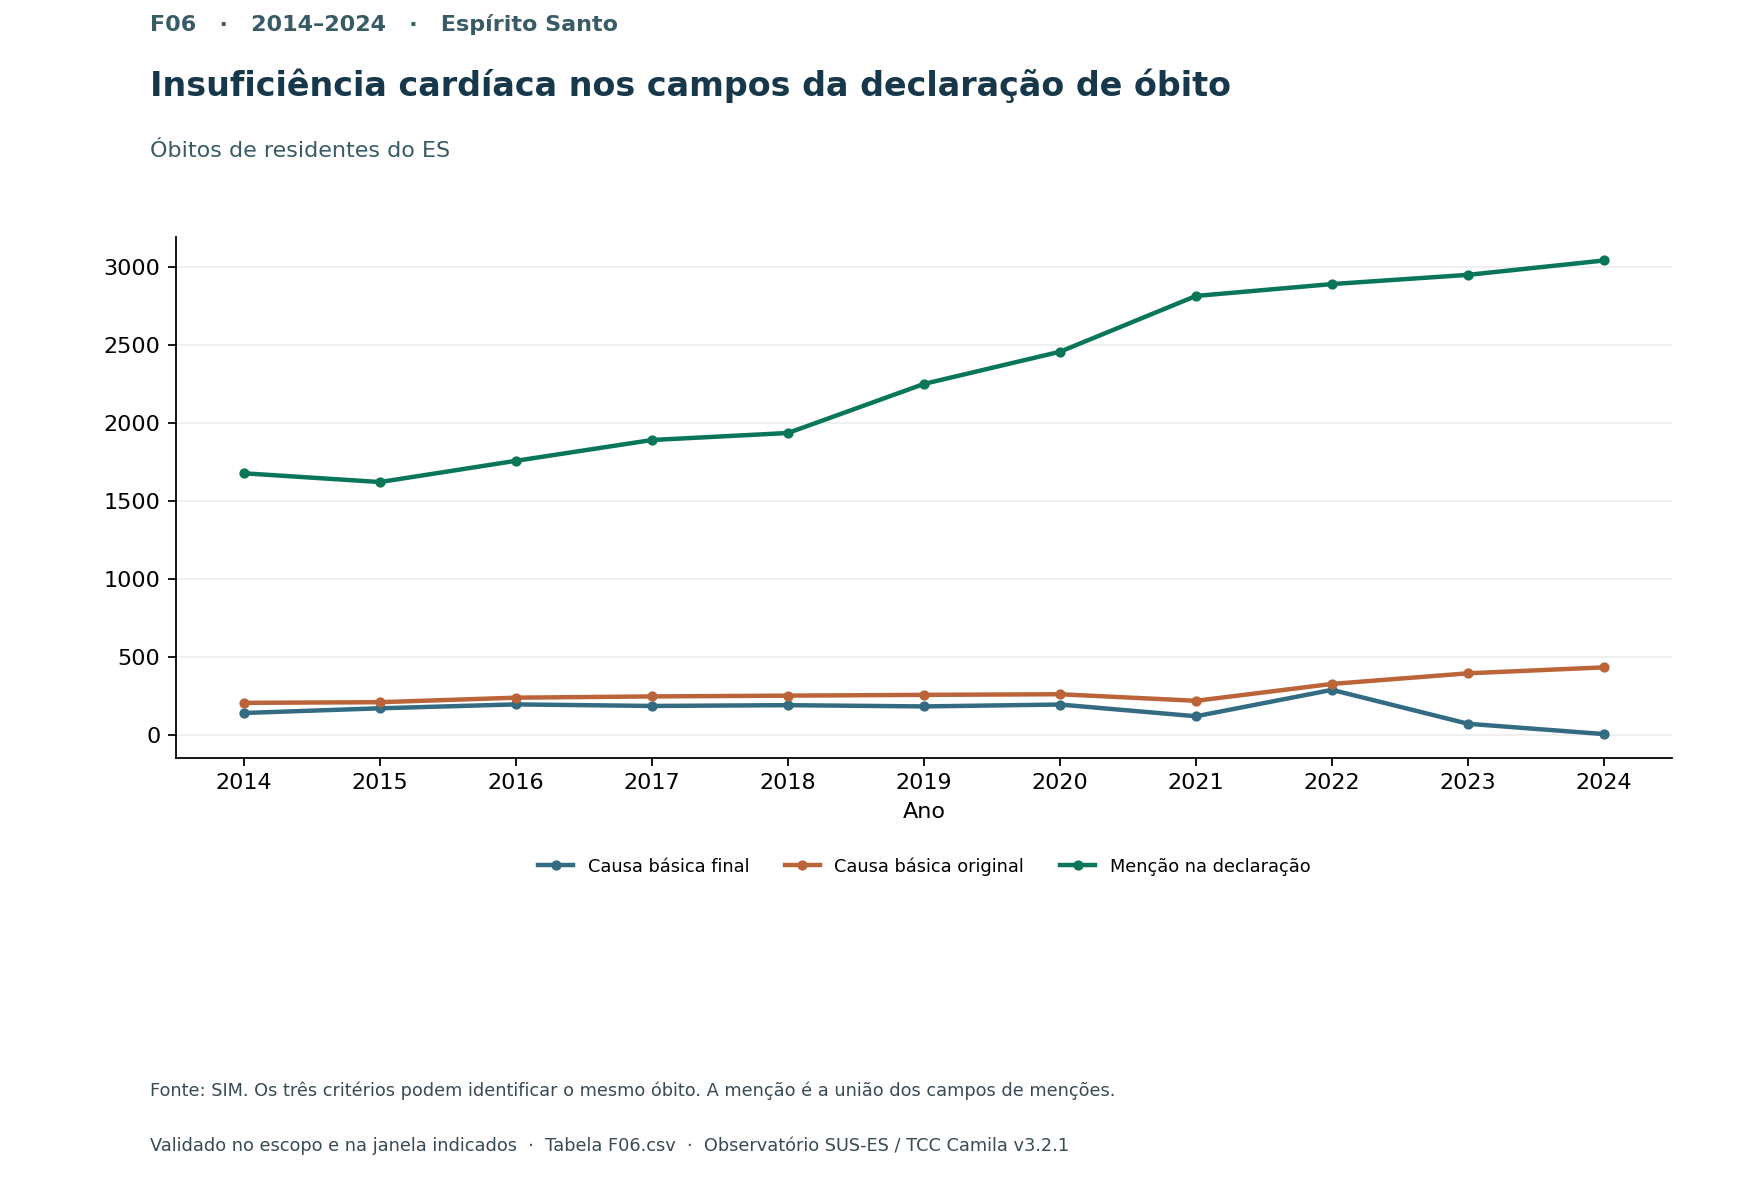 F06 · 2014–2024 · Espírito Santo
Insuficiência cardíaca nos campos da declaração de óbito
Óbitos de residentes do ES
3000
2500
2000
1500
1000
500
0
2014 2015 2016 2017 2018 2019 2020 2021 2022 2023 2024
Ano
Causa básica final Causa básica original Menção na declaração
Fonte: SIM. Os três critérios podem identificar o mesmo óbito. A menção é a união dos campos de menções.
Validado no escopo e na janela indicados · Tabela F06.csv · Observatório SUS-ES / TCC Camila v3.2.1